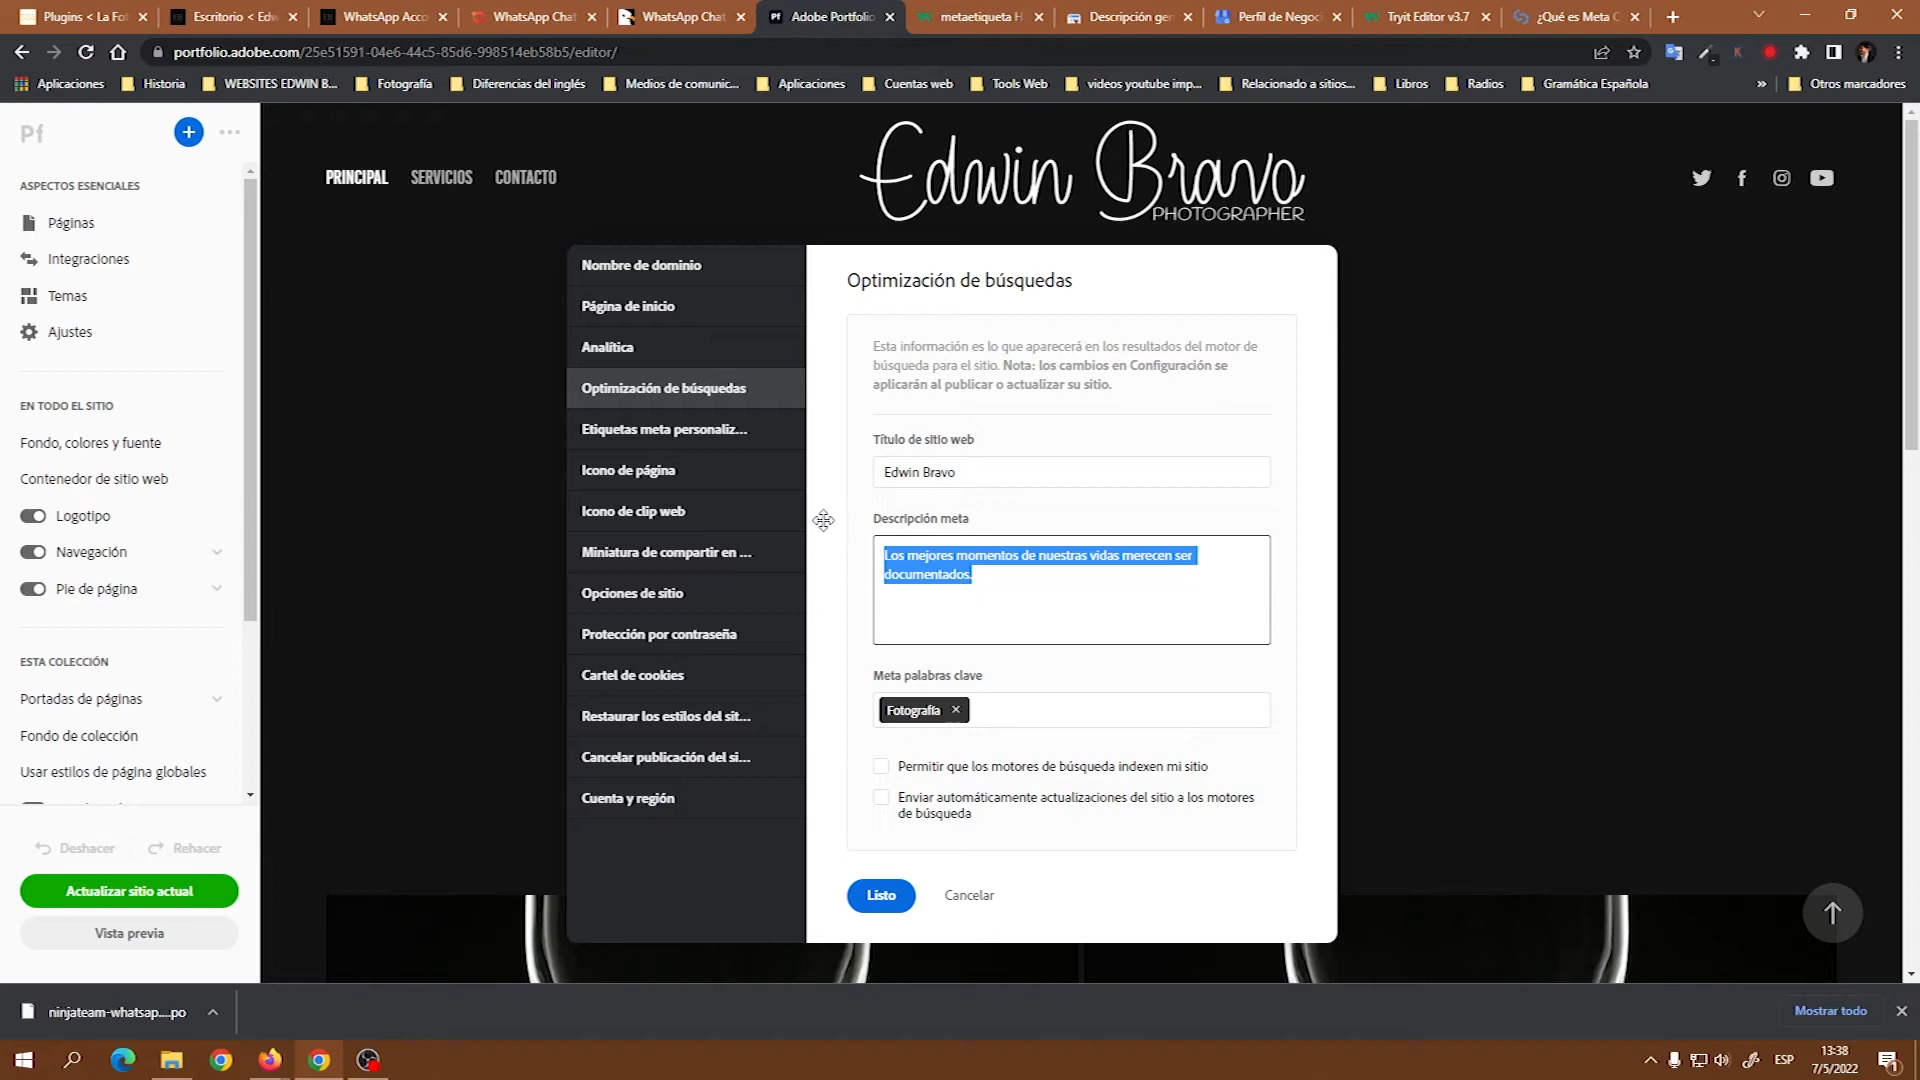 Plugins < La Fo
Escritorio < Edw
WhatsApp Acc
WhatsApp Chat
WhatsApp Chat
Adobe Portfolio
metaetiqueta H
Descripción ger
Perfil de Negoc
Tryit Editor v3.7
¿Qué es Meta C
portfolio.adobe.com/25e51591-04e6-44c5-85d6-998514eb58b5/editor/
Aplicaciones
Historia
WEBSITES EDWIN B...
Fotografía
Diferencias del inglés
Medios de comunic...
Aplicaciones
Cuentas web
Tools Web
videos youtube imp...
Relacionado a sitios...
Libros
Radios
Gramática Española
»
Otros marcadores
Pf
ASPECTOS ESENCIALES
Páginas
Integraciones
Temas
Ajustes
EN TODO EL SITIO
Fondo, colores y fuente
Contenedor de sitio web
Logotipo
Navegación
Pie de página
ESTA COLECCIÓN
Portadas de páginas
Fondo de colección
Usar estilos de página globales
Deshacer
Rehacer
Actualizar sitio actual
Vista previa
PRINCIPAL
SERVICIOS
CONTACTO
Edwin Bravo
PHOTOGRAPHER
Nombre de dominio
Página de inicio
Analítica
Optimización de búsquedas
Etiquetas meta personaliz...
Icono de página
Icono de clip web
Miniatura de compartir en ...
Opciones de sitio
Protección por contraseña
Cartel de cookies
Restaurar los estilos del sit...
Cancelar publicación del si...
Cuenta y región
Optimización de búsquedas
Esta información es lo que aparecerá en los resultados del motor de
búsqueda para el sitio. Nota: los cambios en Configuración se
aplicarán al publicar o actualizar su sitio.
Título de sitio web
Edwin Bravo
Descripción meta
Los mejores momentos de nuestras vidas merecen ser
documentados.
Meta palabras clave
Fotografía
Permitir que los motores de búsqueda indexen mi sitio
Enviar automáticamente actualizaciones del sitio a los motores
de búsqueda
Listo
Cancelar
ninjateam-whatsap....po
Mostrar todo
ESP
13:38
7/5/2022
1